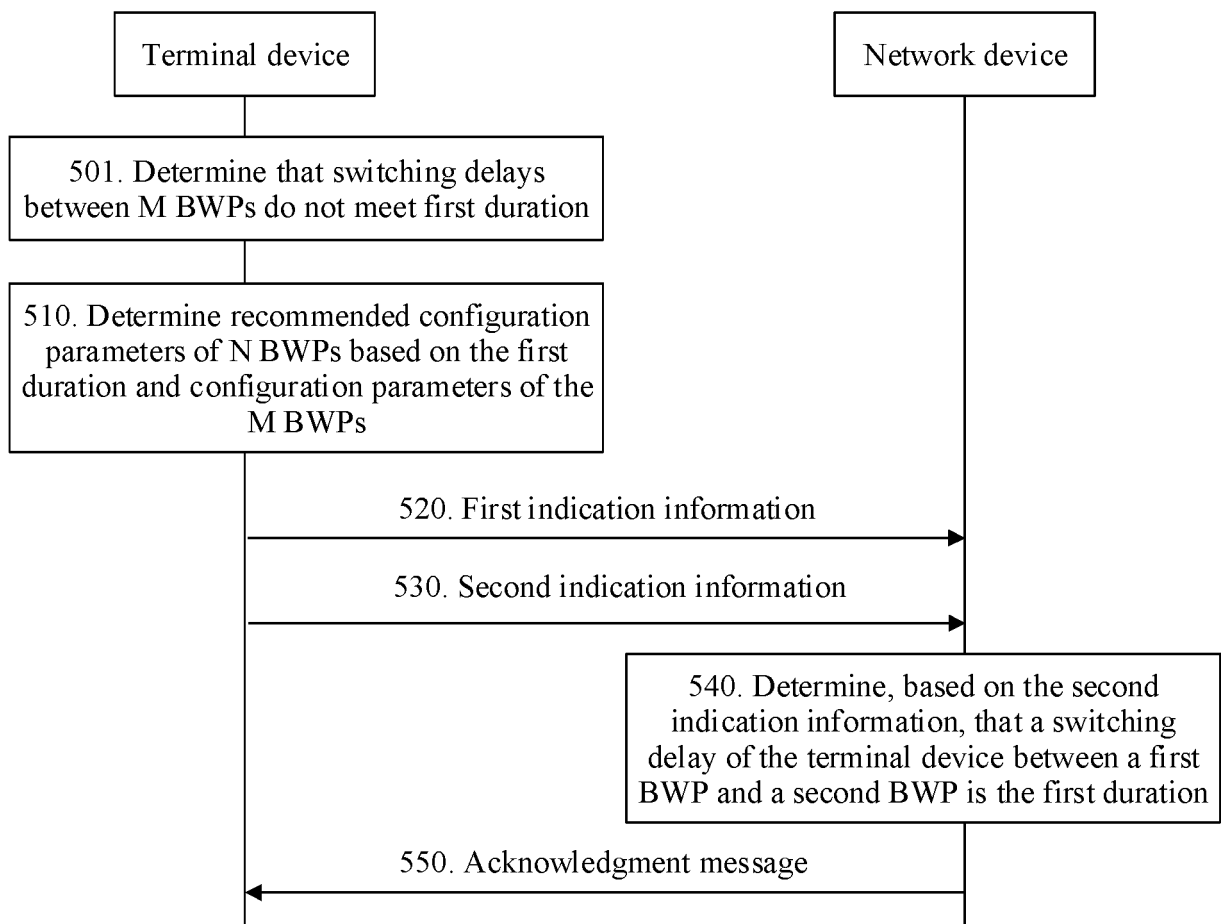 Terminal device
Network device
501. Determine that switching delays
between M BWPs do not meet first duration
510. Determine recommended configuration
parameters of N BWPs based on the first
duration and configuration parameters of the
M BWPs
520. First indication information
530. Second indication information
540. Determine, based on the second
indication information, that a switching
delay of the terminal device between a first
BWP and a second BWP is the first duration
550. Acknowledgment message